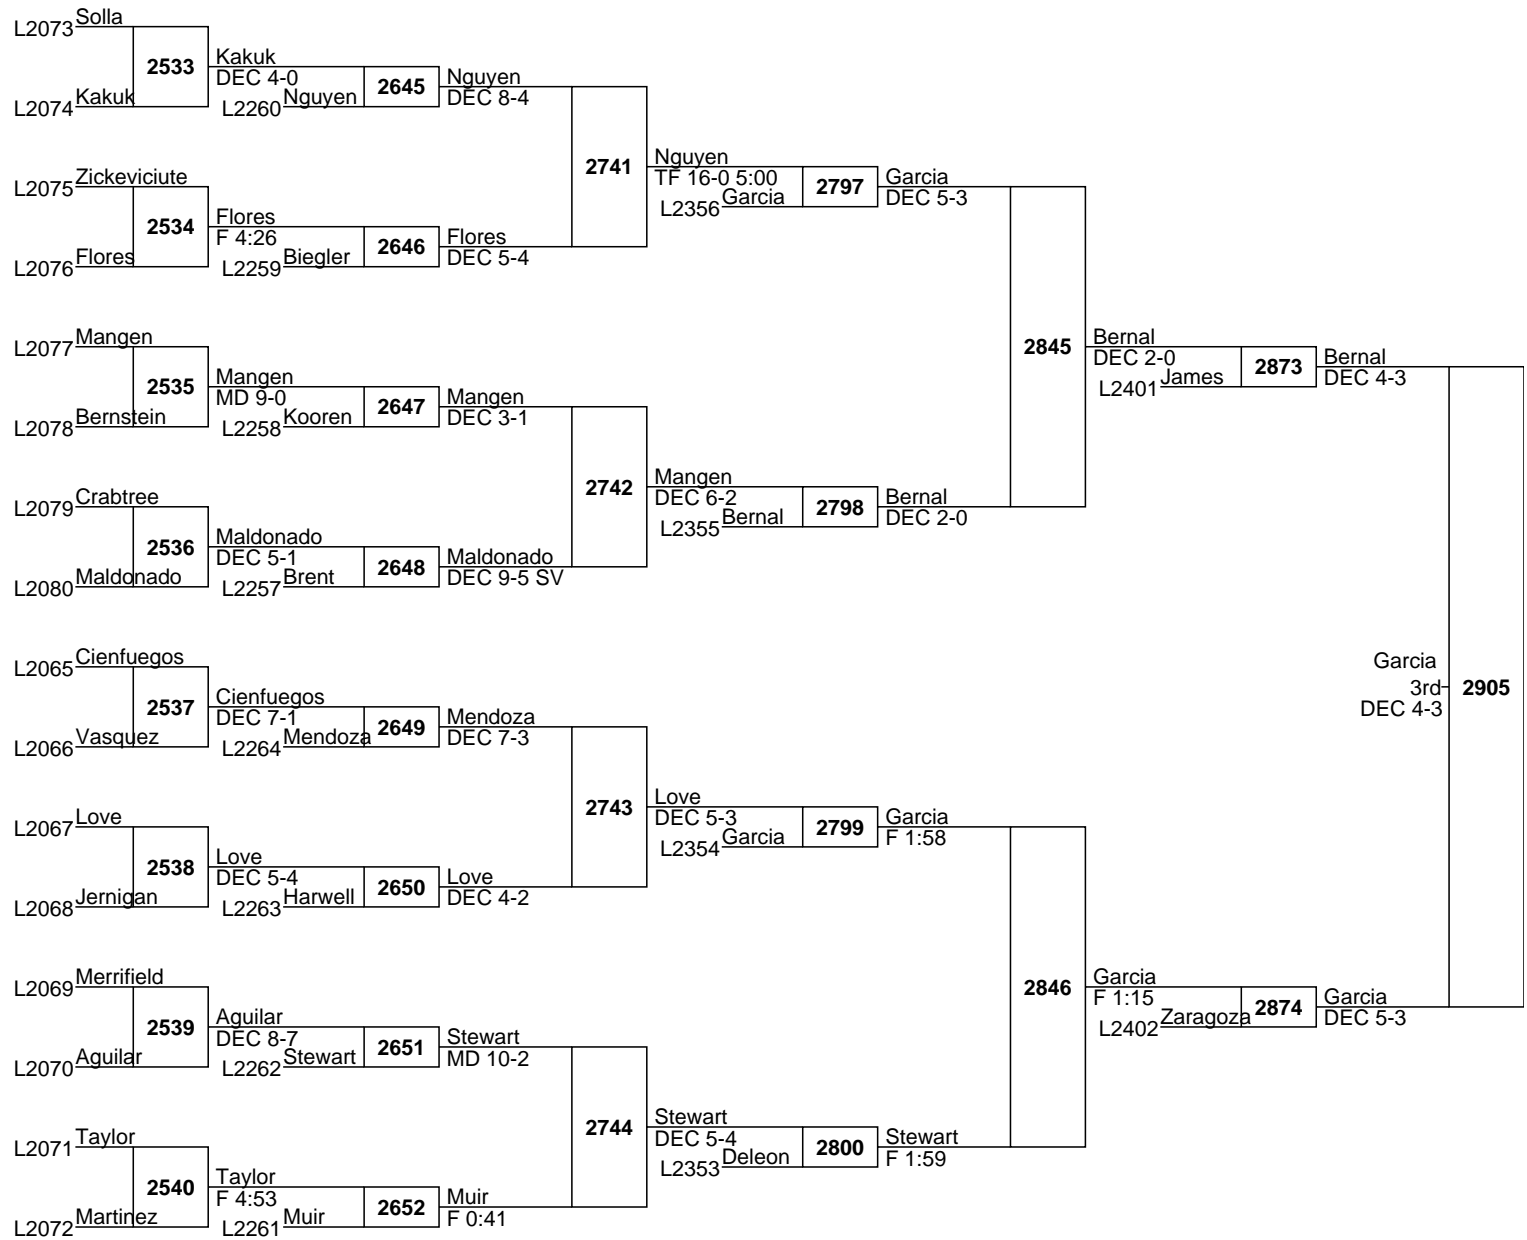 Solla
L2073
2533
Kakuk
DEC 4-0
L2074
Kakuk
L2260
Nguyen
2645
Nguyen
DEC 8-4
2741
Nguyen
TF 16-0 5:00
L2356
Garcia
2797
Garcia
DEC 5-3
L2075
Zickeviciute
2534
Flores
F 4:26
L2076
Flores
L2259
Biegler
2646
Flores
DEC 5-4
2845
Bernal
DEC 2-0
L2401
James
2873
Bernal
DEC 4-3
L2077
Mangen
2535
Mangen
MD 9-0
L2078
Bernstein
L2258
Kooren
2647
Mangen
DEC 3-1
2742
Mangen
DEC 6-2
L2355
Bernal
2798
Bernal
DEC 2-0
L2079
Crabtree
2536
Maldonado
DEC 5-1
L2080
Maldonado
L2257
Brent
2648
Maldonado
DEC 9-5 SV
Garcia
3rd
DEC 4-3
2905
L2065
Cienfuegos
2537
Cienfuegos
DEC 7-1
L2066
Vasquez
L2264
Mendoza
2649
Mendoza
DEC 7-3
2743
Love
DEC 5-3
L2354
Garcia
2799
Garcia
F 1:58
L2067
Love
2538
Love
DEC 5-4
L2068
Jernigan
L2263
Harwell
2650
Love
DEC 4-2
2846
Garcia
F 1:15
L2402
Zaragoza
2874
Garcia
DEC 5-3
L2069
Merrifield
2539
Aguilar
DEC 8-7
L2070
Aguilar
L2262
Stewart
2651
Stewart
MD 10-2
2744
Stewart
DEC 5-4
L2353
Deleon
2800
Stewart
F 1:59
L2071
Taylor
2540
Taylor
F 4:53
L2072
Martinez
L2261
Muir
2652
Muir
F 0:41